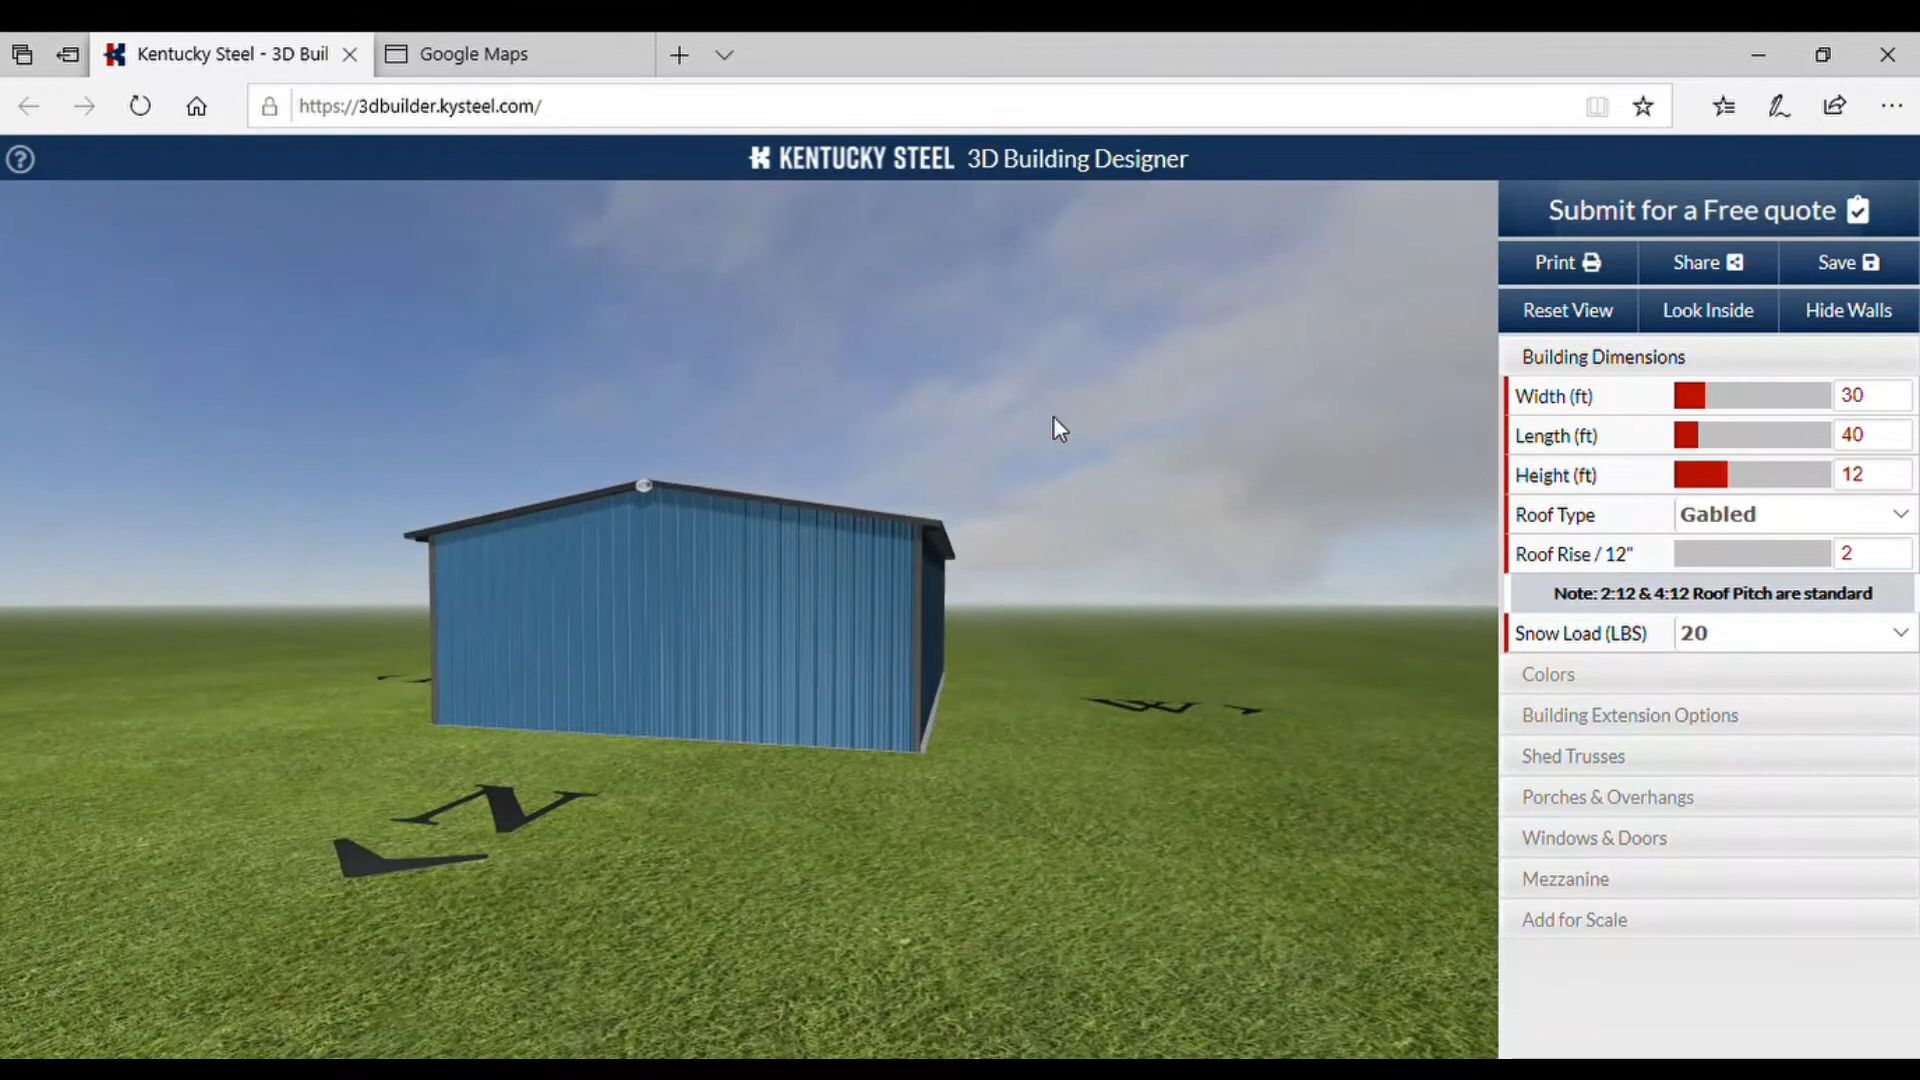 Kentucky Steel - 3D Buil
Google Maps
https://3dbuilder.kysteel.com/
KENTUCKY STEEL 3D Building Designer
Submit for a Free quote
Print
Share
Save
Reset View
Look Inside
Hide Walls
Building Dimensions
Width (ft)
30
Length (ft)
40
Height (ft)
12
Roof Type
Gabled
Roof Rise / 12"
2
Note: 2:12 & 4:12 Roof Pitch are standard
Snow Load (LBS)
20
Colors
Building Extension Options
Shed Trusses
Porches & Overhangs
Windows & Doors
Mezzanine
Add for Scale
W
N